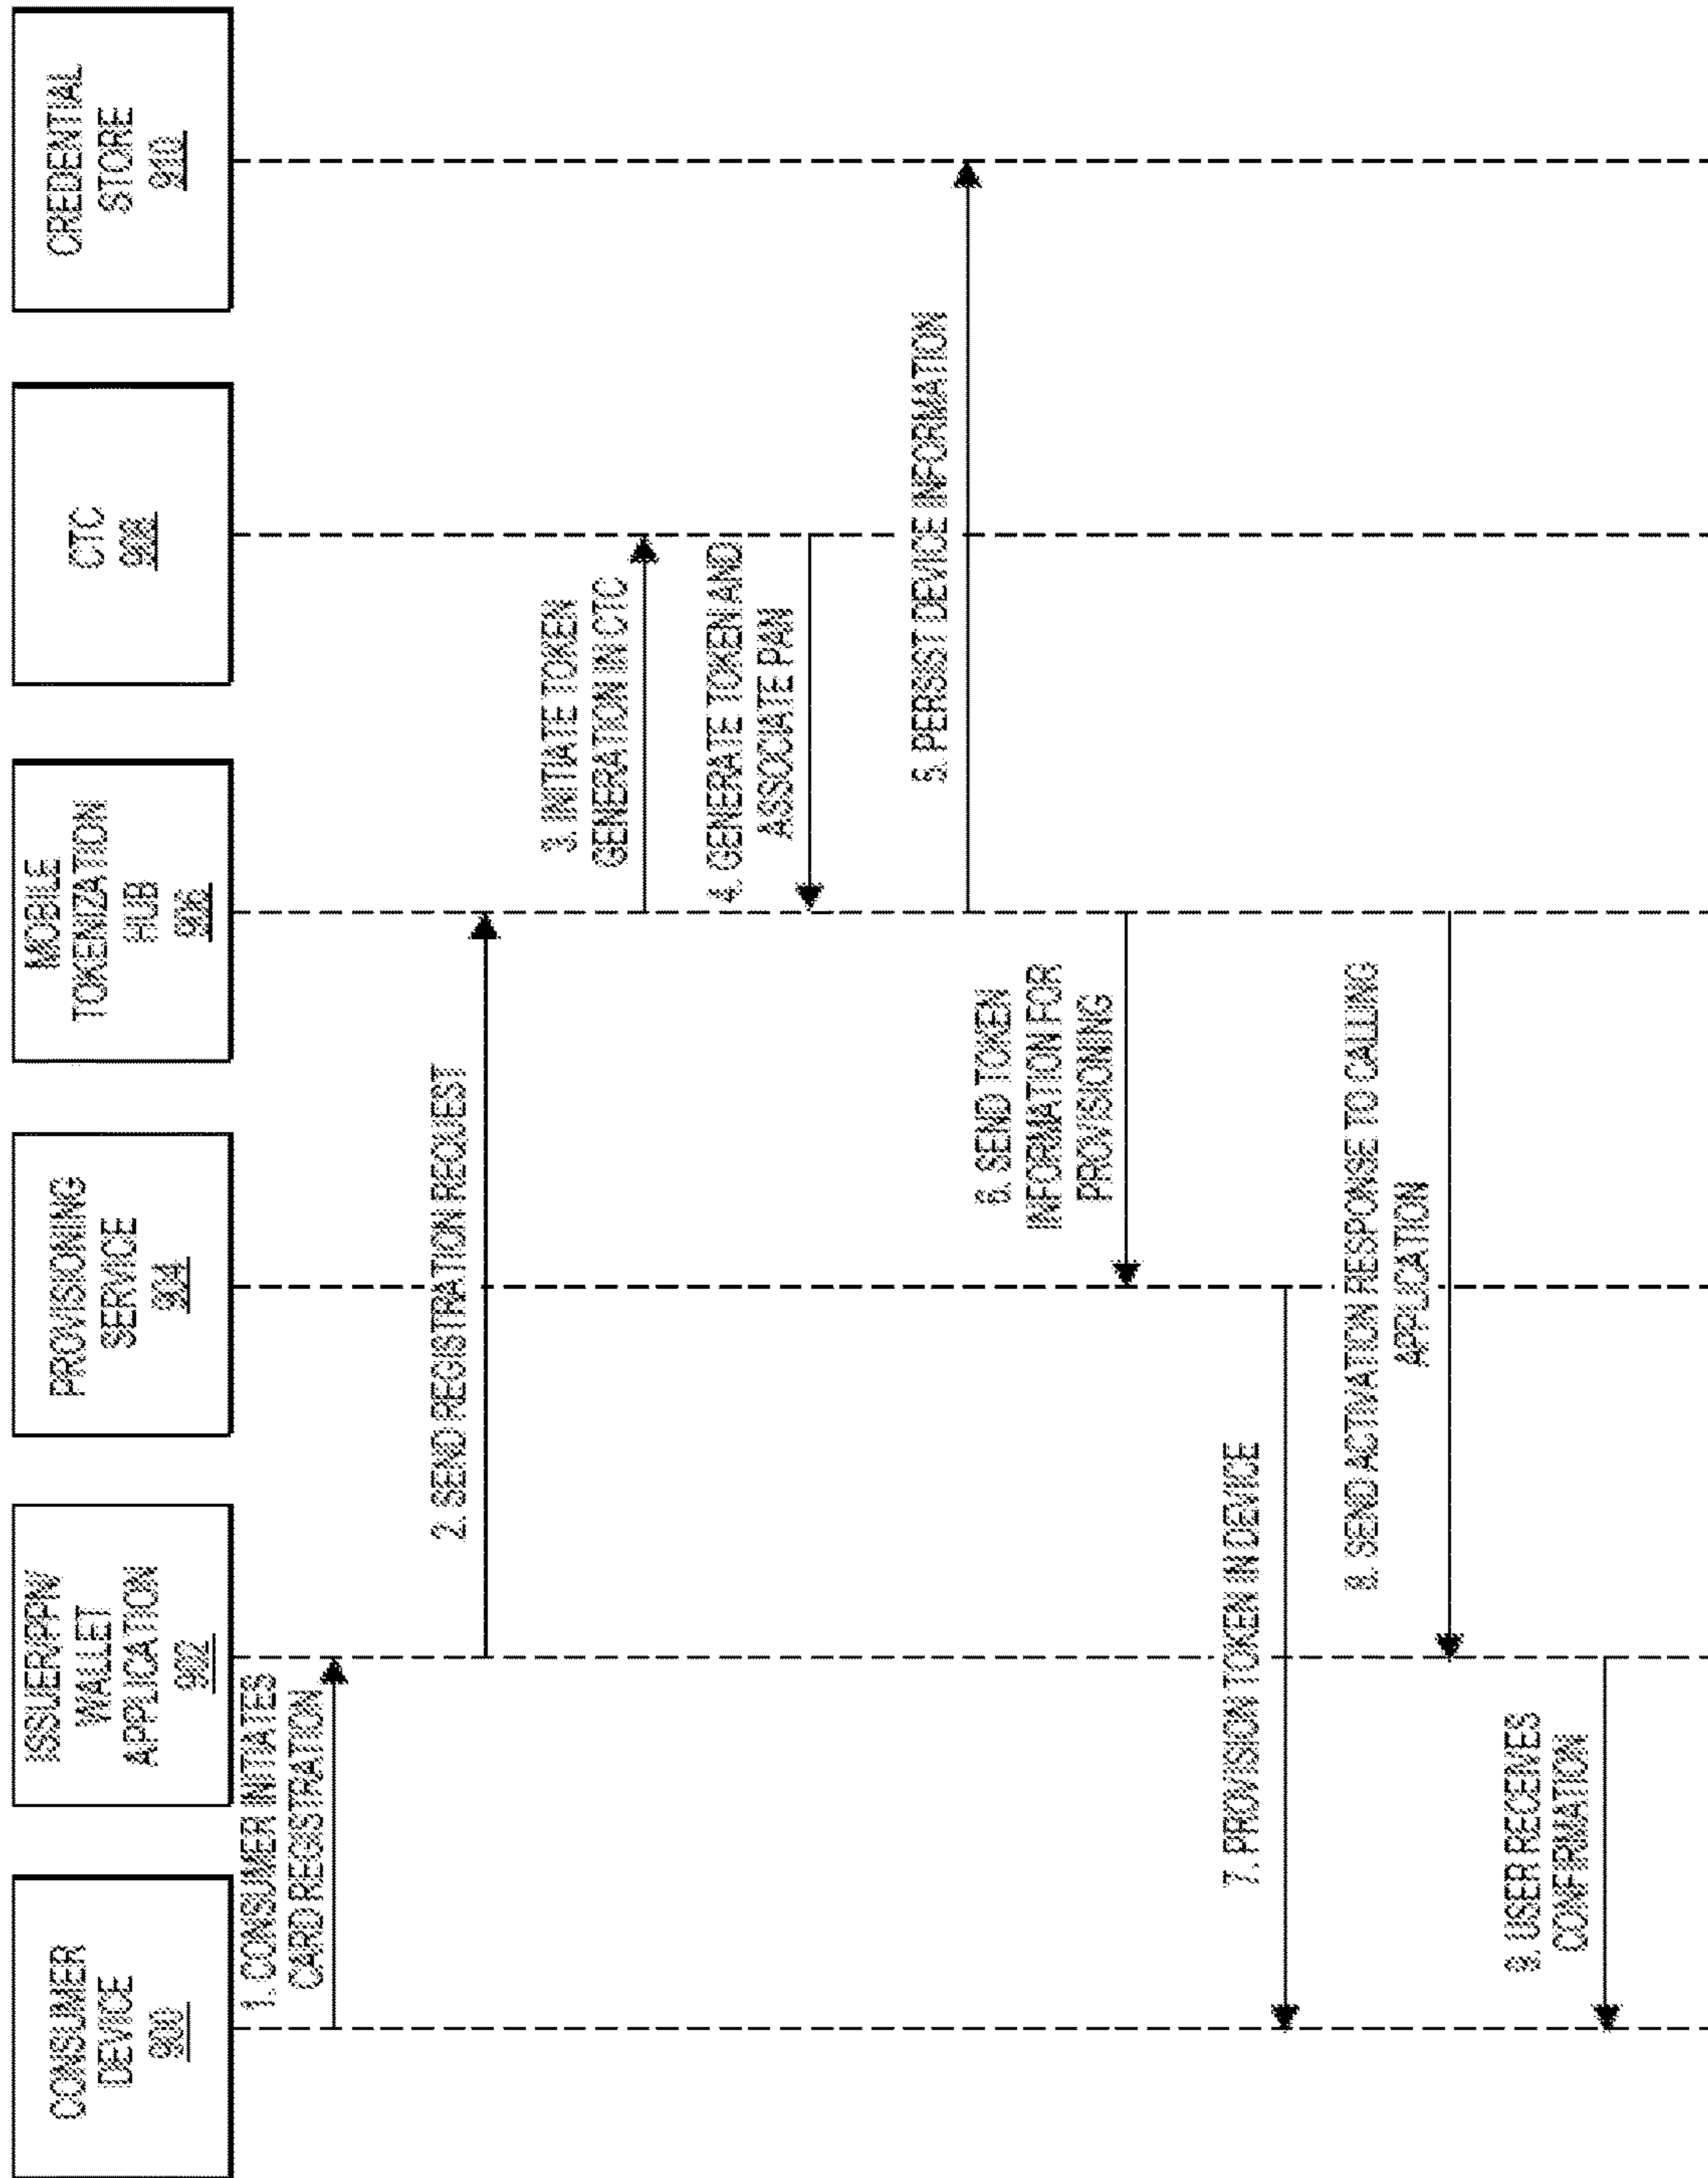 CONSUMER
DEVICE
900
ISSUER/PPN/
WALLET
APPLICATION
902
PROVISIONING
SERVICE
904
MOBILE
TOKENIZATION
HUB
906
CTC
908
CREDENTIAL
STORE
910
1. CONSUMER INITIATES
CARD REGISTRATION
2. SEND REGISTRATION REQUEST
3. INITIATE TOKEN
GENERATION IN CTC
4. GENERATE TOKEN AND
ASSOCIATE PAN
5. PERSIST DEVICE INFORMATION
6. SEND TOKEN
INFORMATION FOR
PROVISIONING
7. PROVISION TOKEN IN DEVICE
8. SEND ACTIVATION RESPONSE TO CALLING
APPLICATION
9. USER RECEIVES
CONFIRMATION